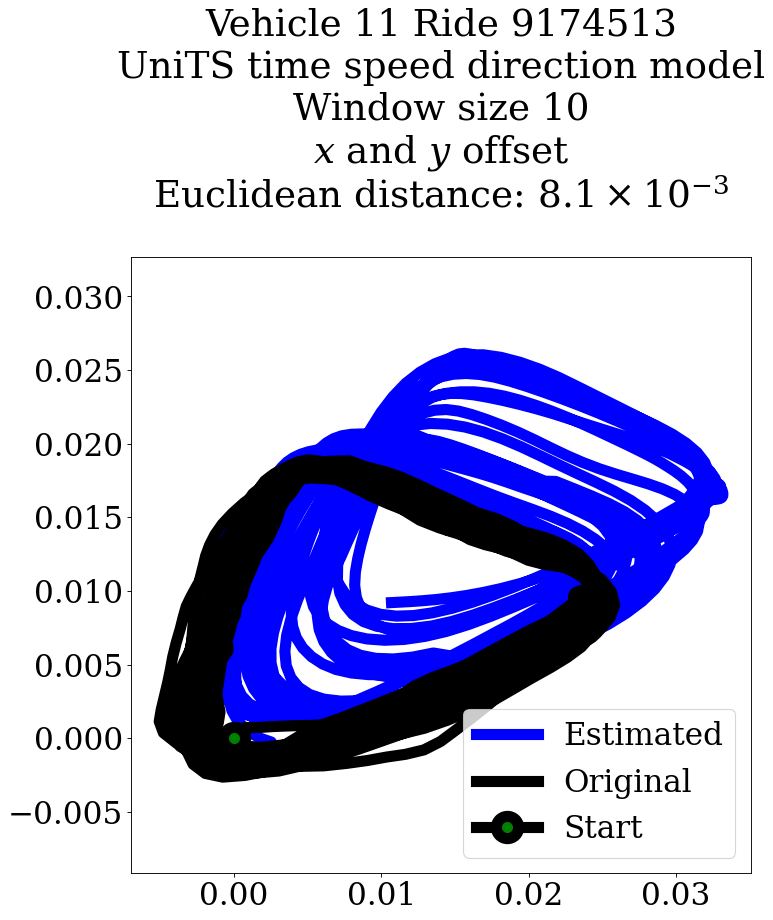 Vehicle 11 Ride 9174513
UniTS time speed direction model
Window size 10
x and y offset
Euclidean distance: 8.1 × 10⁻³
0.030
0.025
0.020
0.015
0.010
0.005
0.000
−0.005
Estimated
Original
Start
0.00 0.01 0.02 0.03